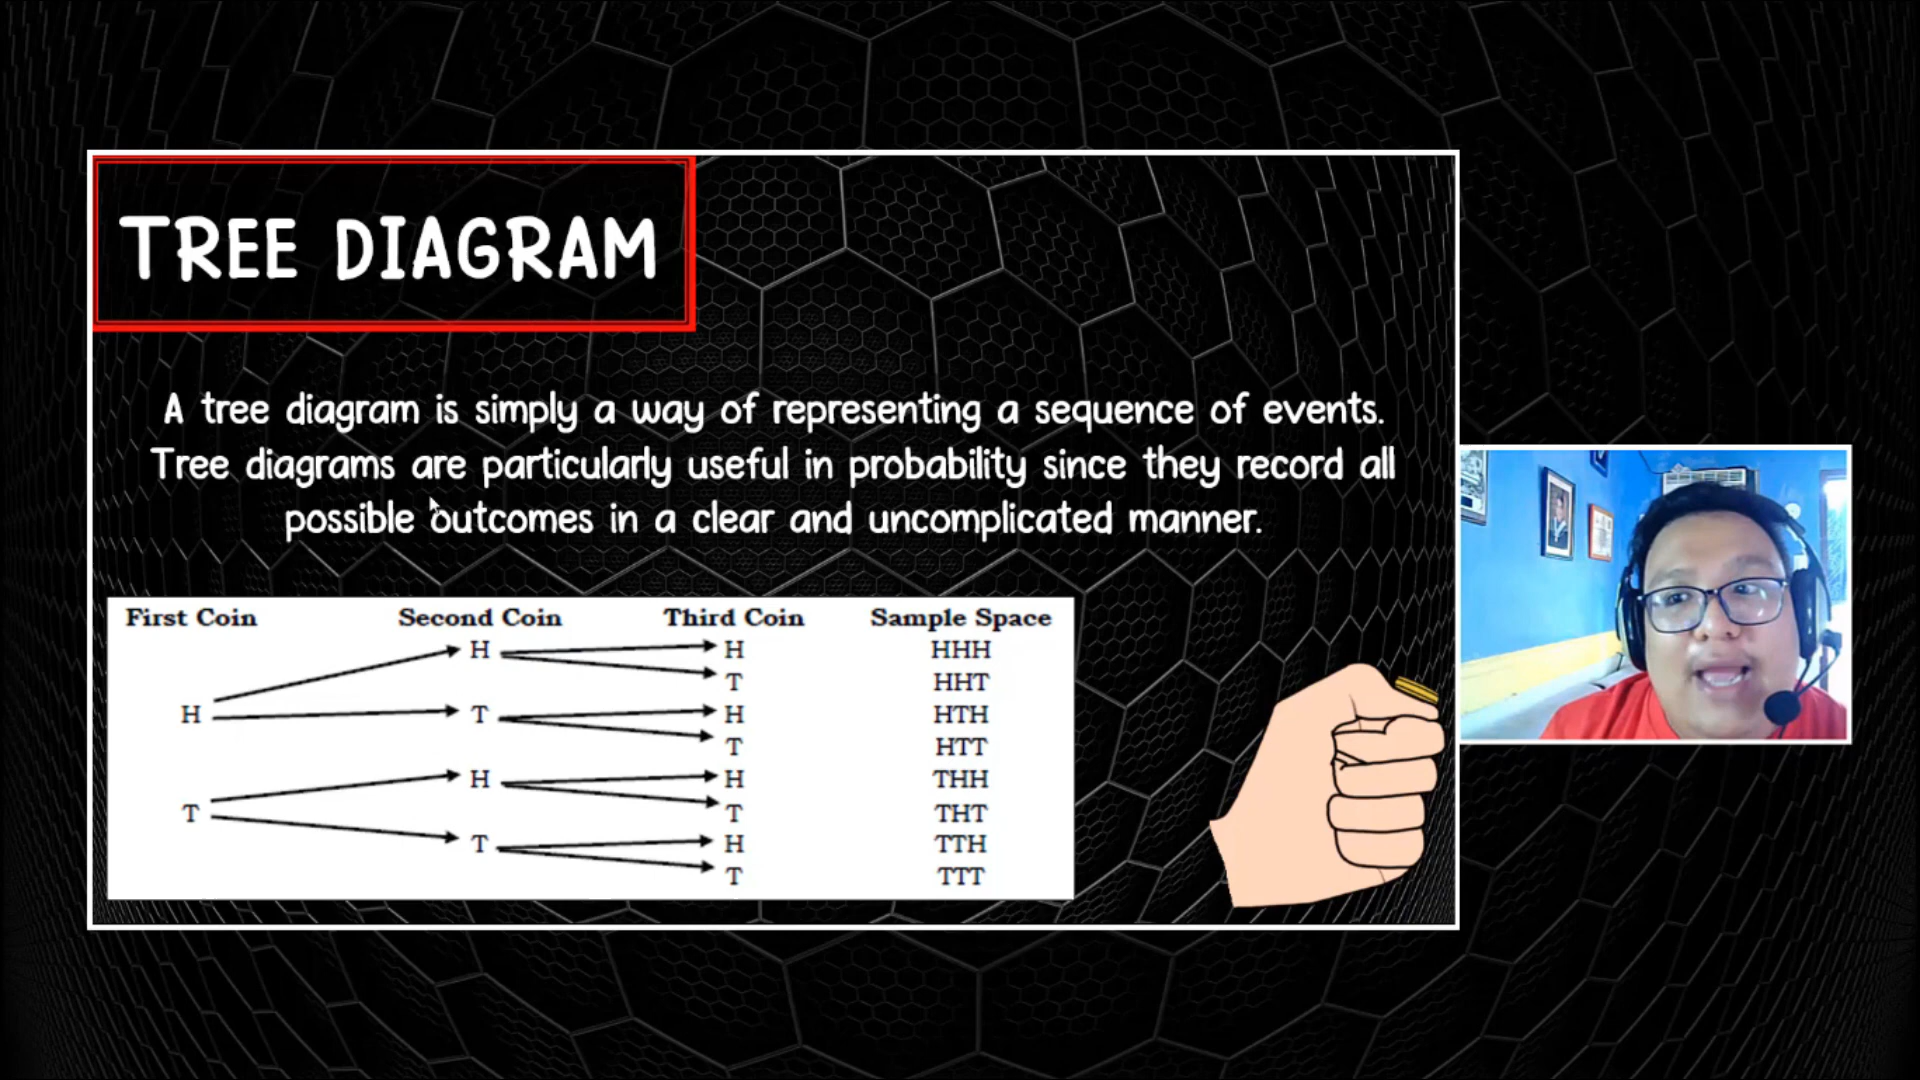 TREE DIAGRAM
A tree diagram is simply a way of representing a sequence of events.
Tree diagrams are particularly useful in probability since they record all
possible outcomes in a clear and uncomplicated manner.
First Coin Second Coin Third Coin Sample Space
H H HHH
T HHT
H T H HTH
T HTT
H H THH
T T THT
T H TTH
T TTT